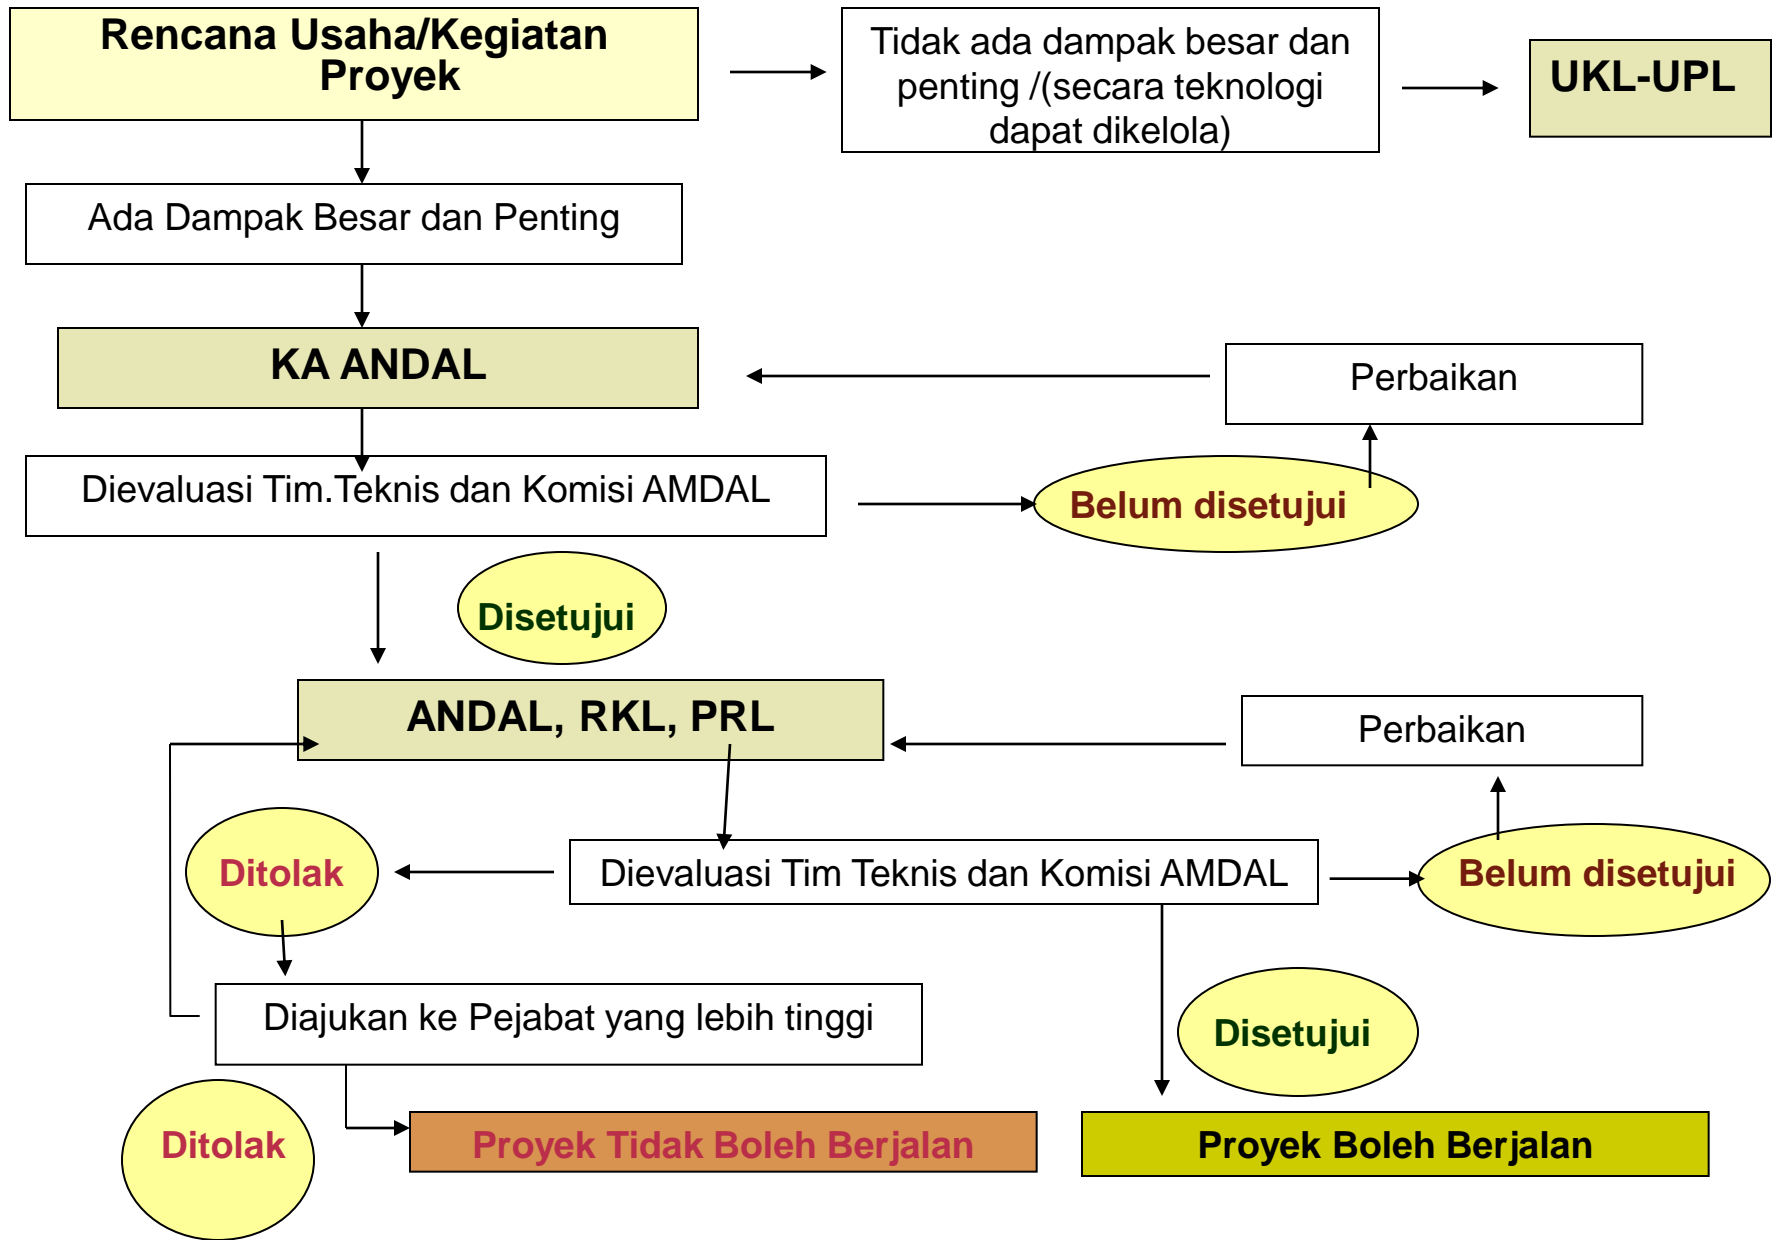 Rencana Usaha/Kegiatan
Proyek
Tidak ada dampak besar dan
penting /(secara teknologi
dapat dikelola)
UKL-UPL
Ada Dampak Besar dan Penting
KA ANDAL
Perbaikan
Dievaluasi Tim.Teknis dan Komisi AMDAL
Belum disetujui
Disetujui
ANDAL, RKL, PRL
Perbaikan
Ditolak
Dievaluasi Tim Teknis dan Komisi AMDAL
Belum disetujui
Diajukan ke Pejabat yang lebih tinggi
Disetujui
Ditolak
Proyek Tidak Boleh Berjalan
Proyek Boleh Berjalan